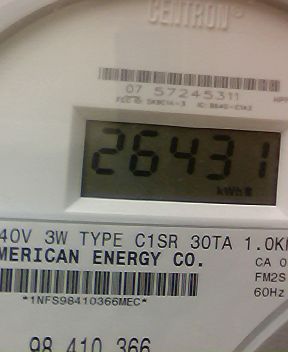 CENTRON®
07 57245311
26431
kWh
40V 3W TYPE C1SR 30TA 1.0K
MERICAN ENERGY CO.
CA 0
FM2S
60Hz
*1NFS98410366MEC*
98 410 366